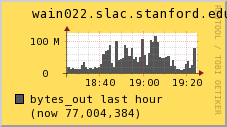 wain022.slac.stanford.edu
100 M
0
18:40 19:00 19:20
bytes_out last hour
(now 77,004,384)
RRDTOOL / TOBI OETIKER